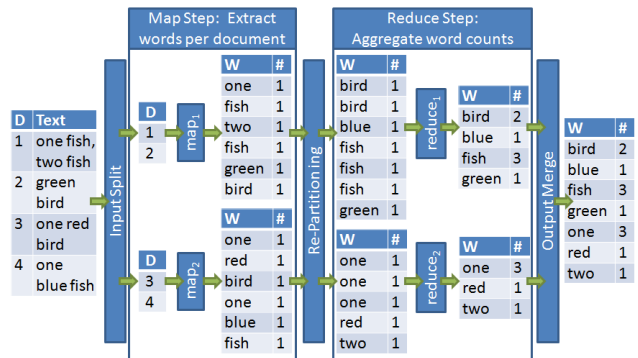 Map Step: Extract
words per document
Reduce Step:
Aggregate word counts
D Text
1 one fish,
two fish
2 green
bird
3 one red
bird
4 one
blue fish
Input Split
D
1
2
map1
W #
one 1
fish 1
two 1
fish 1
green 1
bird 1
D
3
4
map2
W #
one 1
red 1
bird 1
one 1
blue 1
fish 1
Re-Partitioning
W #
bird 1
bird 1
blue 1
fish 1
fish 1
fish 1
green 1
reduce1
W #
bird 2
blue 1
fish 3
green 1
W #
one 1
one 1
one 1
red 1
two 1
reduce2
W #
one 3
red 1
two 1
Output Merge
W #
bird 2
blue 1
fish 3
green 1
one 3
red 1
two 1